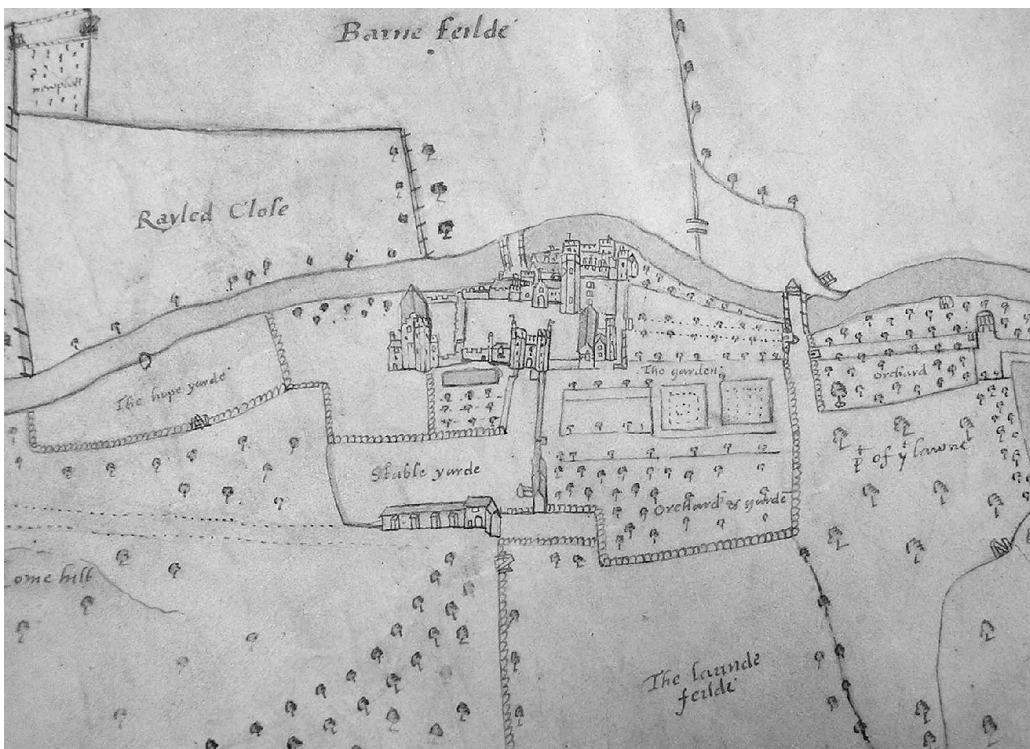 Barne feilde
Rayled Close
The hope yarde
The garden
orchard
Stable yarde
Orchard & yarde
of yͤ lawne
ome hill
The launde
feilde